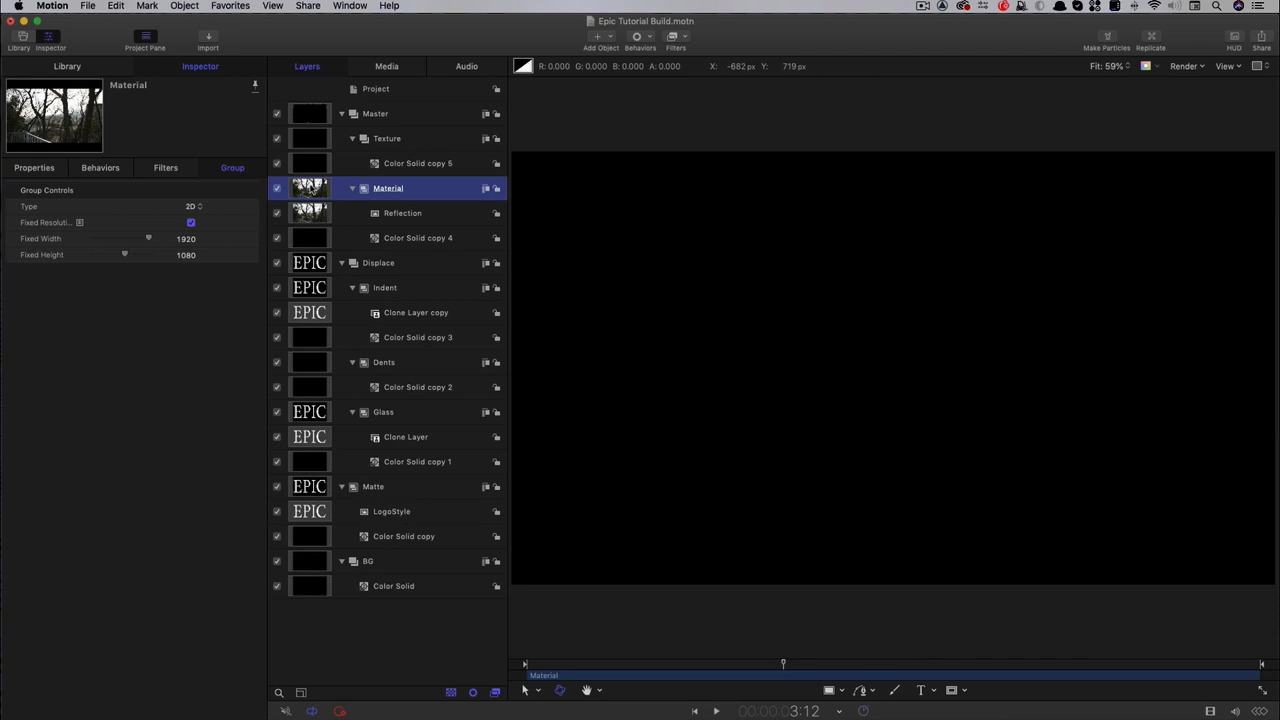 Motion File Edit Mark Object Favorites View Share Window Help
Epic Tutorial Build.motn
Library Inspector Project Pane Import Add Object Behaviors Filters Make Particles Replicate HUD Share
Library Inspector Layers Media Audio R: 0.000 G: 0.000 B: 0.000 A: 0.000 X: -682 px Y: 719 px Fit: 59% Render View
Material
Properties Behaviors Filters Group
Group Controls
Type 2D
Fixed Resoluti...
Fixed Width 1920
Fixed Height 1080
Project
Master
Texture
Color Solid copy 5
Material
Reflection
Color Solid copy 4
EPIC Displace
EPIC Indent
EPIC Clone Layer copy
Color Solid copy 3
Dents
Color Solid copy 2
EPIC Glass
EPIC Clone Layer
Color Solid copy 1
EPIC Matte
EPIC LogoStyle
Color Solid copy
BG
Color Solid
Material
T
00:00:00:03:12